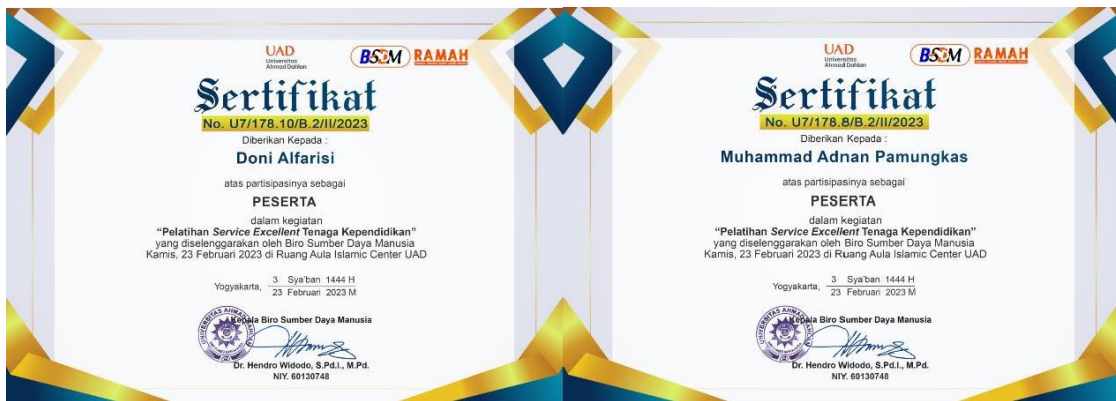 UAD
Universitas
Ahmad Dahlan
BSDM RAMAH
Sertifikat
No. U7/178.10/B.2/II/2023
Diberikan Kepada :
Doni Alfarisi
atas partisipasinya sebagai
PESERTA
dalam kegiatan
“Pelatihan Service Excellent Tenaga Kependidikan”
yang diselenggarakan oleh Biro Sumber Daya Manusia
Kamis, 23 Februari 2023 di Ruang Aula Islamic Center UAD
3 Sya'ban 1444 H
Yogyakarta,
23 Februari 2023 M
Kepala Biro Sumber Daya Manusia
Dr. Hendro Widodo, S.Pd.I., M.Pd.
NIY. 60130748
UAD
Universitas
Ahmad Dahlan
BSDM RAMAH
Sertifikat
No. U7/178.8/B.2/II/2023
Diberikan Kepada :
Muhammad Adnan Pamungkas
atas partisipasinya sebagai
PESERTA
dalam kegiatan
“Pelatihan Service Excellent Tenaga Kependidikan”
yang diselenggarakan oleh Biro Sumber Daya Manusia
Kamis, 23 Februari 2023 di Ruang Aula Islamic Center UAD
3 Sya'ban 1444 H
Yogyakarta,
23 Februari 2023 M
Kepala Biro Sumber Daya Manusia
Dr. Hendro Widodo, S.Pd.I., M.Pd.
NIY. 60130748